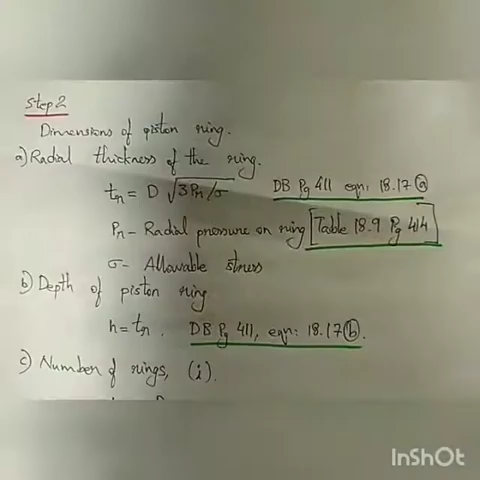 Step 2
Dimensions of piston ring.
a) Radial thickness of the ring.
tr = D √3Pr/σ DB Pg 411 eqn: 18.17 (a)
Pr - Radial pressure on ring [Table 18.9 Pg 414]
σ - Allowable stress
b) Depth of piston ring
h = tr. DB Pg 411, eqn: 18.17 (b).
c) Number of rings, (i).
InShOt